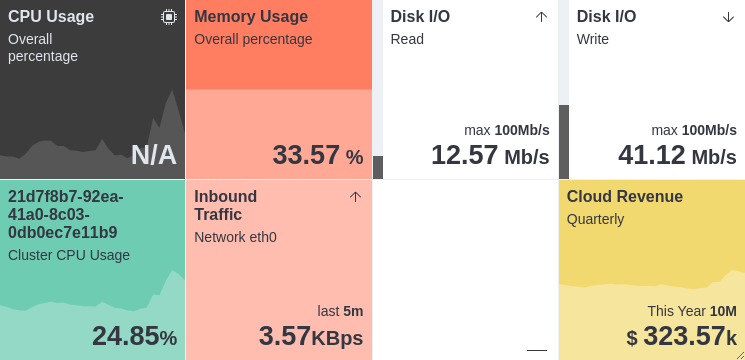 CPU Usage
Overall
percentage
N/A
Memory Usage
Overall percentage
33.57 %
Disk I/O
Read
max 100Mb/s
12.57 Mb/s
Disk I/O
Write
max 100Mb/s
41.12 Mb/s
21d7f8b7-92ea-
41a0-8c03-
0db0ec7e11b9
Cluster CPU Usage
24.85%
Inbound
Traffic
Network eth0
last 5m
3.57KBps
—
Cloud Revenue
Quarterly
This Year 10M
$ 323.57k